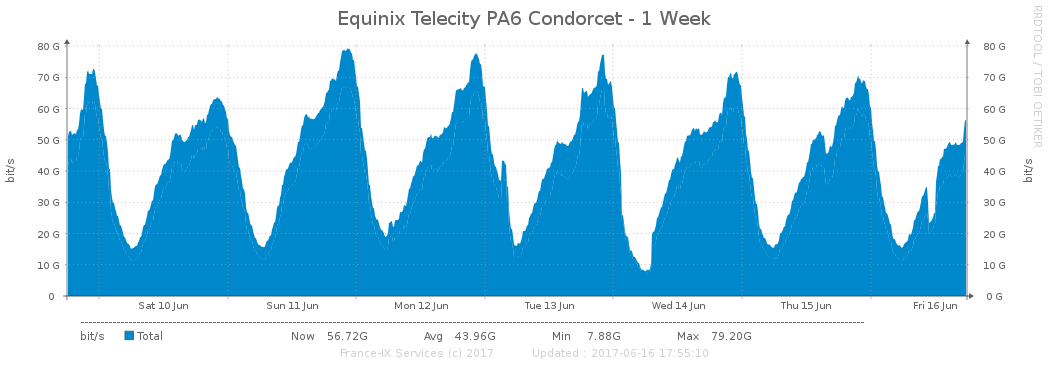 Equinix Telecity PA6 Condorcet - 1 Week
RRDTOOL / TOBI OETIKER
bit/s
80 G
70 G
60 G
50 G
40 G
30 G
20 G
10 G
0
80 G
70 G
60 G
50 G
40 G
30 G
20 G
10 G
0 G
bit/s
Sat 10 Jun Sun 11 Jun Mon 12 Jun Tue 13 Jun Wed 14 Jun Thu 15 Jun Fri 16 Jun
bit/s Total Now 56.72G Avg 43.96G Min 7.88G Max 79.20G
France-IX Services (c) 2017 Updated : 2017-06-16 17:55:10